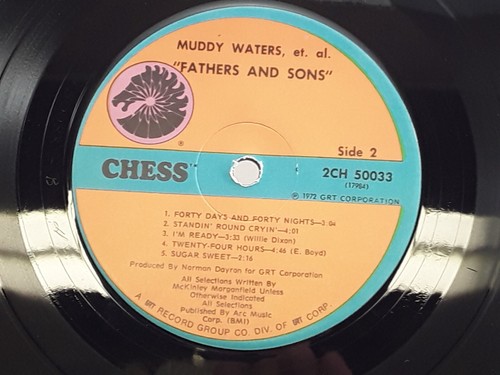 MUDDY WATERS, et. al.
"FATHERS AND SONS"
®
Side 2
CHESS™
2CH 50033
(17984)
℗ 1972 GRT CORPORATION
1. FORTY DAYS AND FORTY NIGHTS—3:04
2. STANDIN' ROUND CRYIN'—4:01
3. I'M READY—3:33 (Willie Dixon)
4. TWENTY-FOUR HOURS—4:46 (E. Boyd)
5. SUGAR SWEET—2:16
Produced By Norman Dayron for GRT Corporation
All Selections Written By
McKinley Morganfield Unless
Otherwise Indicated
All Selections
Published By Arc Music
Corp. (BMI)
A GRT RECORD GROUP CO. DIV. OF GRT CORP.